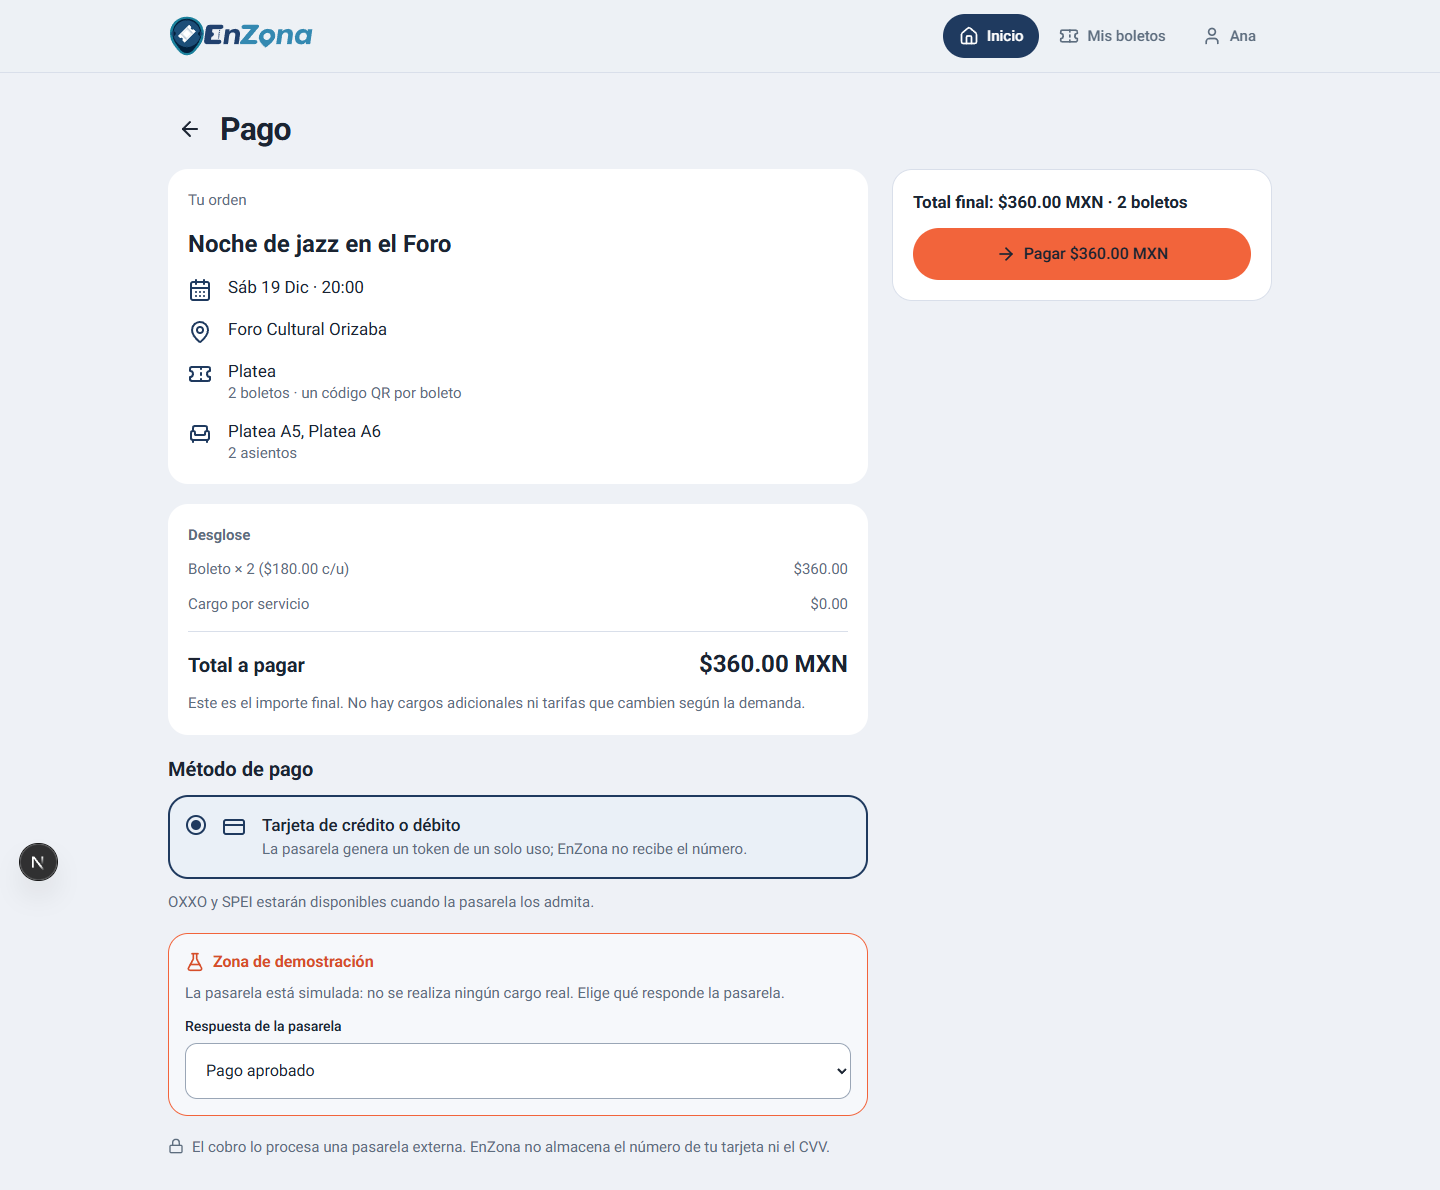 EnZona
Inicio
Mis boletos
Ana
Pago
Tu orden
Noche de jazz en el Foro
Sáb 19 Dic · 20:00
Foro Cultural Orizaba
Platea
2 boletos · un código QR por boleto
Platea A5, Platea A6
2 asientos
Total final: $360.00 MXN · 2 boletos
Pagar $360.00 MXN
Desglose
Boleto × 2 ($180.00 c/u) $360.00
Cargo por servicio $0.00
Total a pagar $360.00 MXN
Este es el importe final. No hay cargos adicionales ni tarifas que cambien según la demanda.
Método de pago
Tarjeta de crédito o débito
La pasarela genera un token de un solo uso; EnZona no recibe el número.
OXXO y SPEI estarán disponibles cuando la pasarela los admita.
Zona de demostración
La pasarela está simulada: no se realiza ningún cargo real. Elige qué responde la pasarela.
Respuesta de la pasarela
Pago aprobado
El cobro lo procesa una pasarela externa. EnZona no almacena el número de tu tarjeta ni el CVV.
N